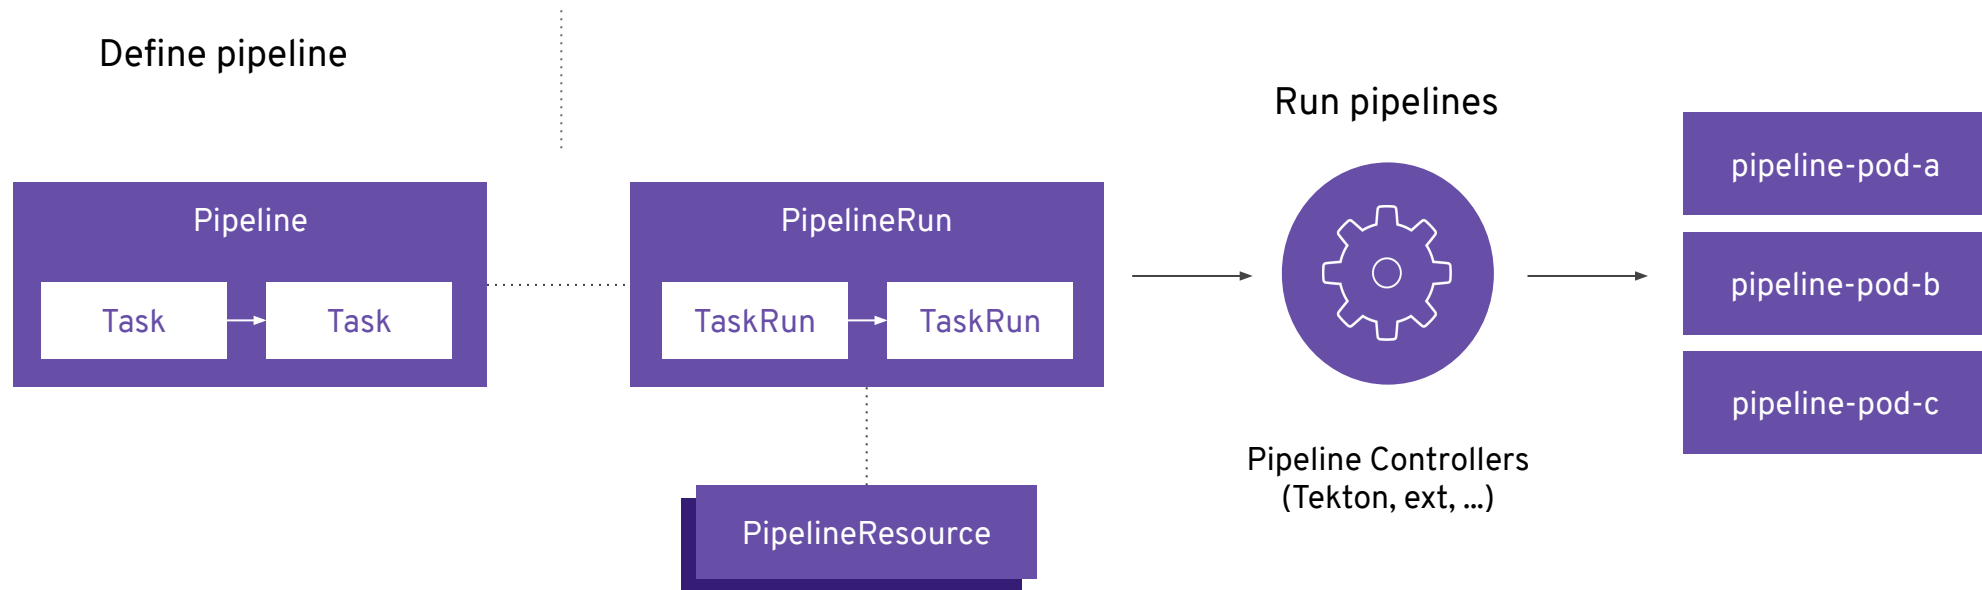 Define pipeline
Run pipelines
Pipeline
Task
Task
PipelineRun
TaskRun
TaskRun
PipelineResource
Pipeline Controllers
(Tekton, ext, ...)
pipeline-pod-a
pipeline-pod-b
pipeline-pod-c